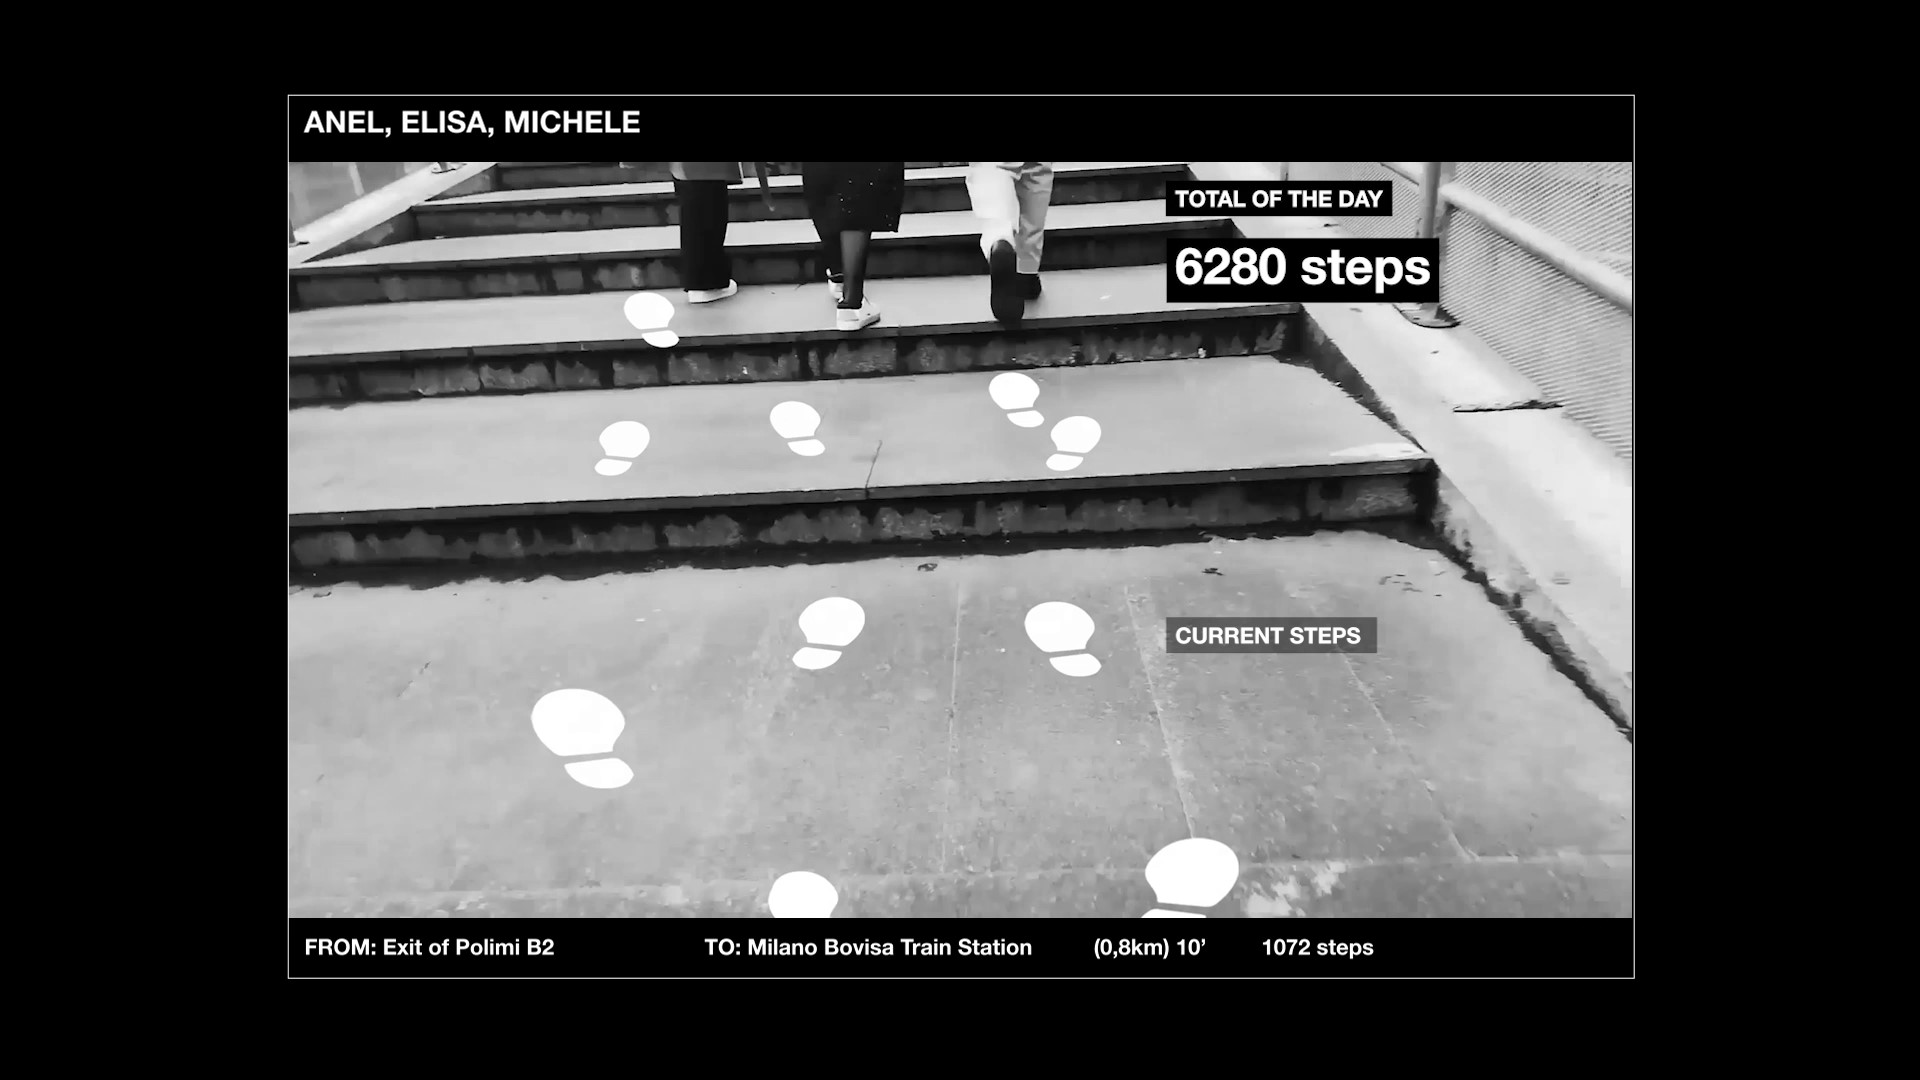 ANEL, ELISA, MICHELE
TOTAL OF THE DAY
6280 steps
CURRENT STEPS
FROM: Exit of Polimi B2
TO: Milano Bovisa Train Station
(0,8km) 10’
1072 steps